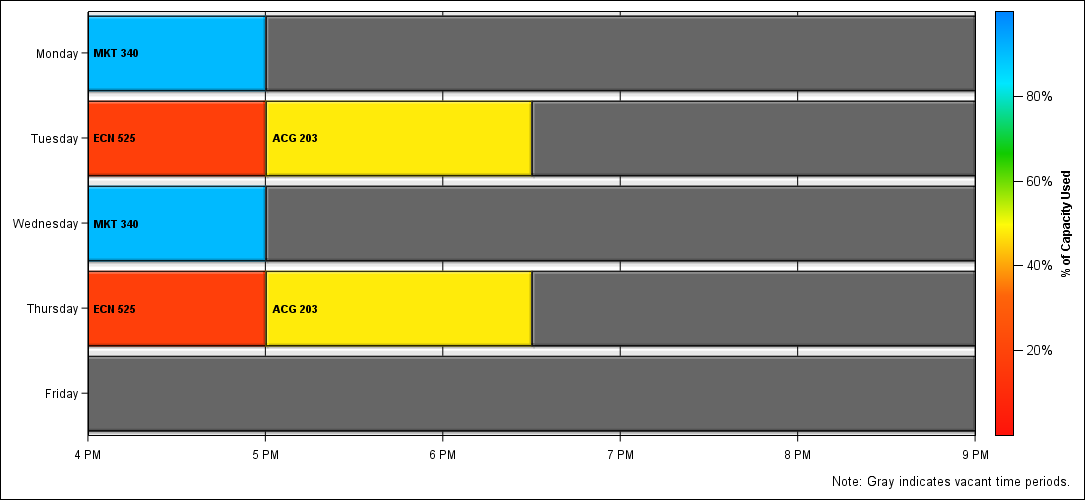 Monday
MKT 340
Tuesday
ECN 525
ACG 203
Wednesday
MKT 340
Thursday
ECN 525
ACG 203
Friday
4 PM
5 PM
6 PM
7 PM
8 PM
9 PM
80%
60%
40%
20%
% of Capacity Used
Note: Gray indicates vacant time periods.